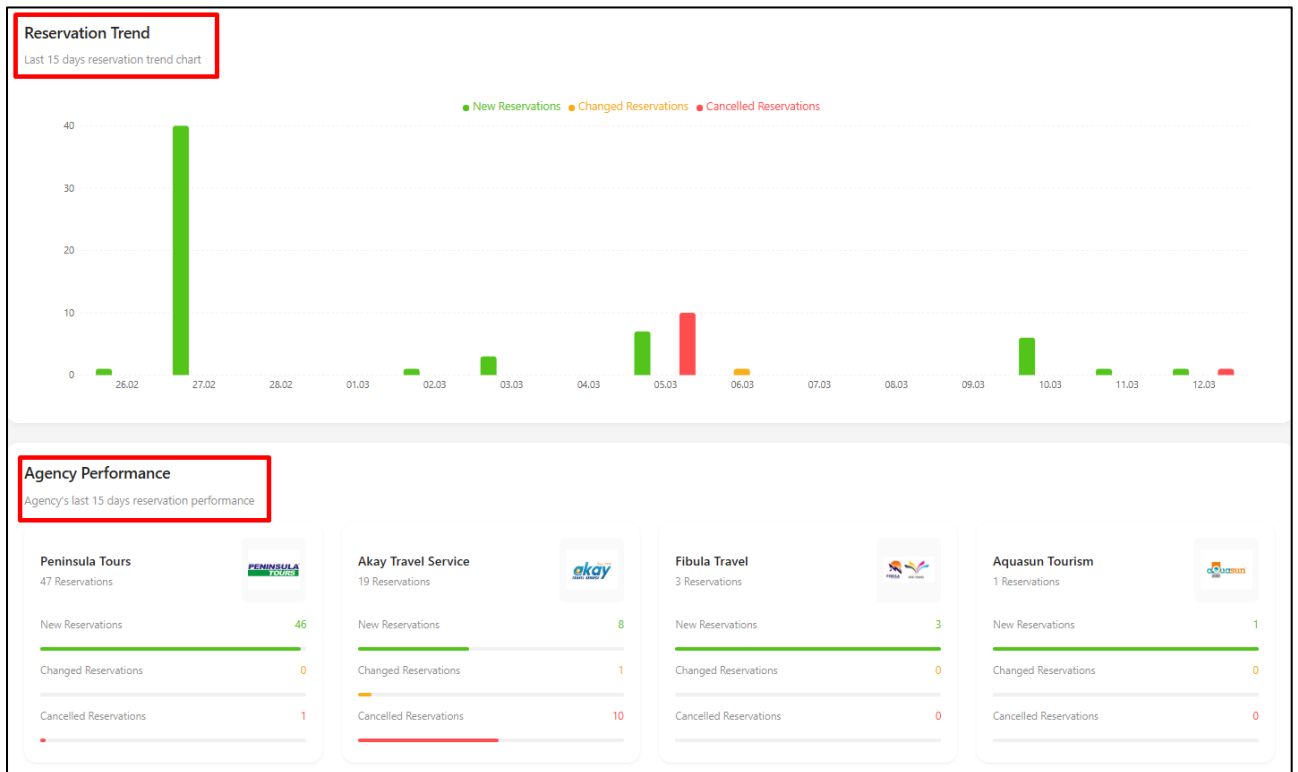 Reservation Trend
Last 15 days reservation trend chart
New Reservations Changed Reservations Cancelled Reservations
40
30
20
10
0
26.02 27.02 28.02 01.03 02.03 03.03 04.03 05.03 06.03 07.03 08.03 09.03 10.03 11.03 12.03
Agency Performance
Agency's last 15 days reservation performance
Peninsula Tours
47 Reservations
PENINSULA
TOURS
New Reservations 46
Changed Reservations 0
Cancelled Reservations 1
Akay Travel Service
19 Reservations
akay
TRAVEL SERVICE
New Reservations 8
Changed Reservations 1
Cancelled Reservations 10
Fibula Travel
3 Reservations
FIBULA
New Reservations 3
Changed Reservations 0
Cancelled Reservations 0
Aquasun Tourism
1 Reservations
aquasun
New Reservations 1
Changed Reservations 0
Cancelled Reservations 0